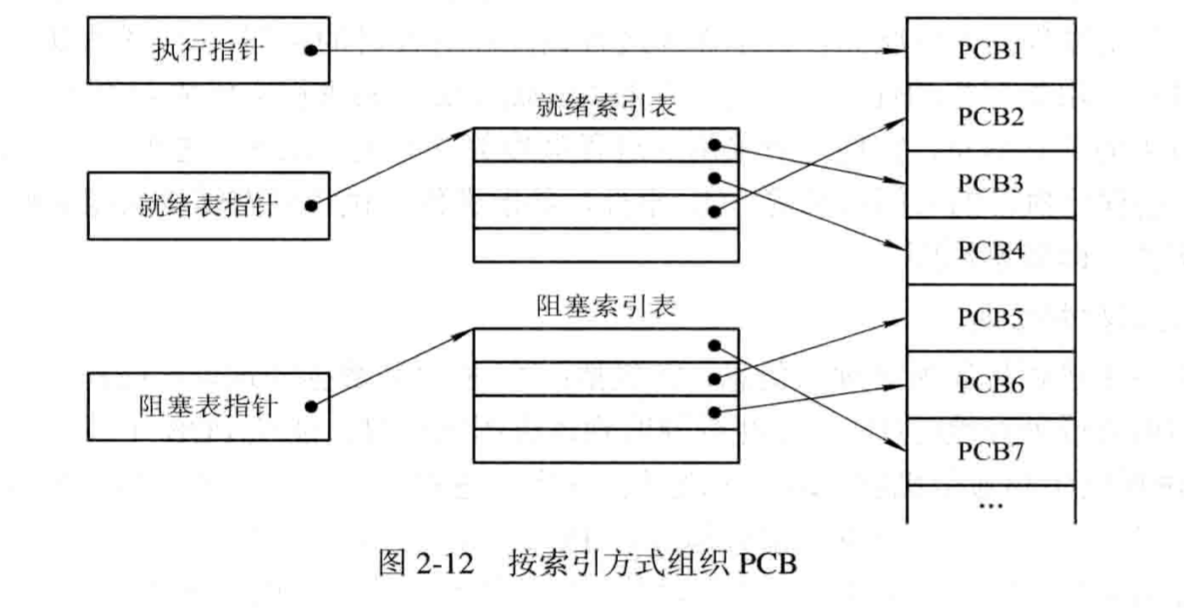 执行指针
PCB1
就绪索引表
PCB2
就绪表指针
PCB3
PCB4
阻塞索引表
PCB5
阻塞表指针
PCB6
PCB7
…
图 2-12 按索引方式组织 PCB